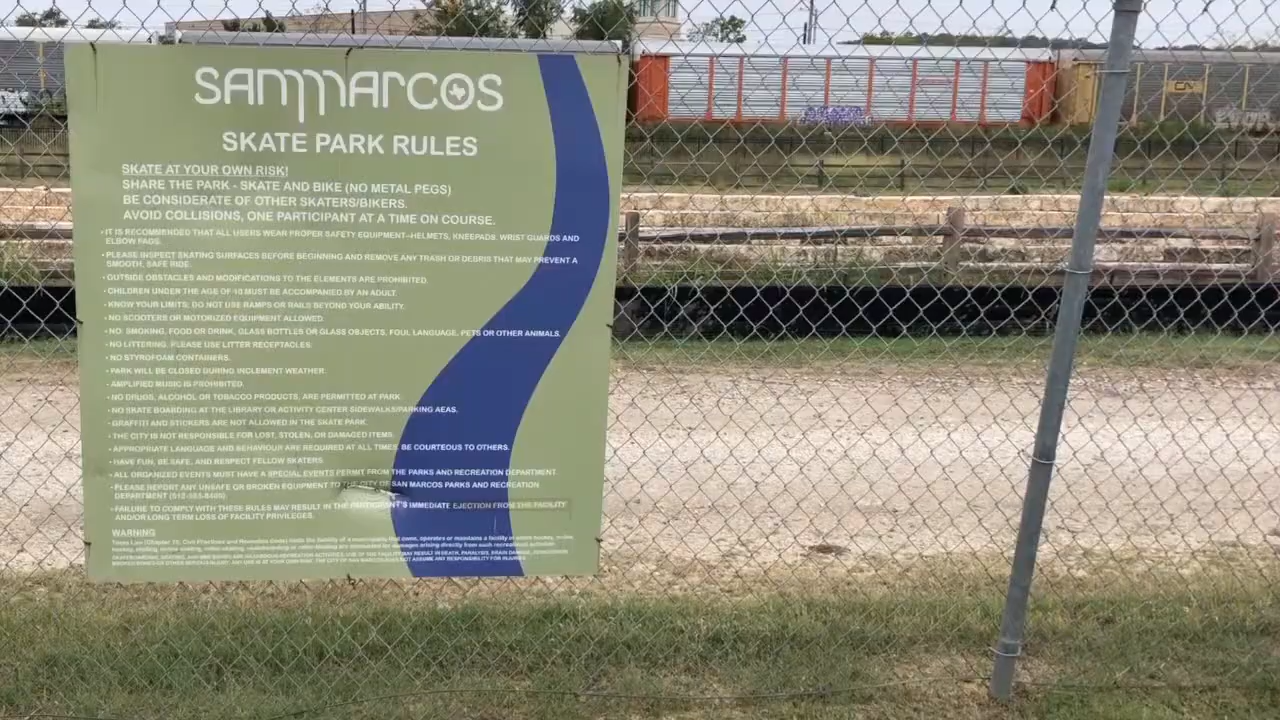 SANMARCOS
SKATE PARK RULES
SKATE AT YOUR OWN RISK!
SHARE THE PARK - SKATE AND BIKE (NO METAL PEGS)
BE CONSIDERATE OF OTHER SKATERS/BIKERS.
AVOID COLLISIONS, ONE PARTICIPANT AT A TIME ON COURSE.
• IT IS RECOMMENDED THAT ALL USERS WEAR PROPER SAFETY EQUIPMENT--HELMETS, KNEEPADS, WRIST GUARDS AND
ELBOW PADS.
• PLEASE INSPECT SKATING SURFACES BEFORE BEGINNING AND REMOVE ANY TRASH OR DEBRIS THAT MAY PREVENT A
SMOOTH, SAFE RIDE.
• OUTSIDE OBSTACLES AND MODIFICATIONS TO THE ELEMENTS ARE PROHIBITED.
• CHILDREN UNDER THE AGE OF 10 MUST BE ACCOMPANIED BY AN ADULT.
• KNOW YOUR LIMITS; DO NOT USE RAMPS OR RAILS BEYOND YOUR ABILITY.
• NO SCOOTERS OR MOTORIZED EQUIPMENT ALLOWED.
• NO: SMOKING, FOOD OR DRINK, GLASS BOTTLES OR GLASS OBJECTS, FOUL LANGUAGE, PETS OR OTHER ANIMALS.
• NO LITTERING. PLEASE USE LITTER RECEPTACLES.
• NO STYROFOAM CONTAINERS.
• PARK WILL BE CLOSED DURING INCLEMENT WEATHER.
• AMPLIFIED MUSIC IS PROHIBITED.
• NO DRUGS, ALCOHOL OR TOBACCO PRODUCTS, ARE PERMITTED AT PARK.
• NO SKATE BOARDING AT THE LIBRARY OR ACTIVITY CENTER SIDEWALKS/PARKING AEAS.
• GRAFFITI AND STICKERS ARE NOT ALLOWED IN THE SKATE PARK.
• THE CITY IS NOT RESPONSIBLE FOR LOST, STOLEN, OR DAMAGED ITEMS.
• APPROPRIATE LANGUAGE AND BEHAVIOUR ARE REQUIRED AT ALL TIMES. BE COURTEOUS TO OTHERS.
• HAVE FUN, BE SAFE, AND RESPECT FELLOW SKATERS.
• ALL ORGANIZED EVENTS MUST HAVE A SPECIAL EVENTS PERMIT FROM THE PARKS AND RECREATION DEPARTMENT.
• PLEASE REPORT ANY UNSAFE OR BROKEN EQUIPMENT TO THE CITY OF SAN MARCOS PARKS AND RECREATION
DEPARTMENT
• FAILURE TO COMPLY WITH THESE RULES MAY RESULT IN THE PARTICIPANT'S IMMEDIATE EJECTION FROM THE FACILITY
AND/OR LONG TERM LOSS OF FACILITY PRIVILEGES.
WARNING
CN